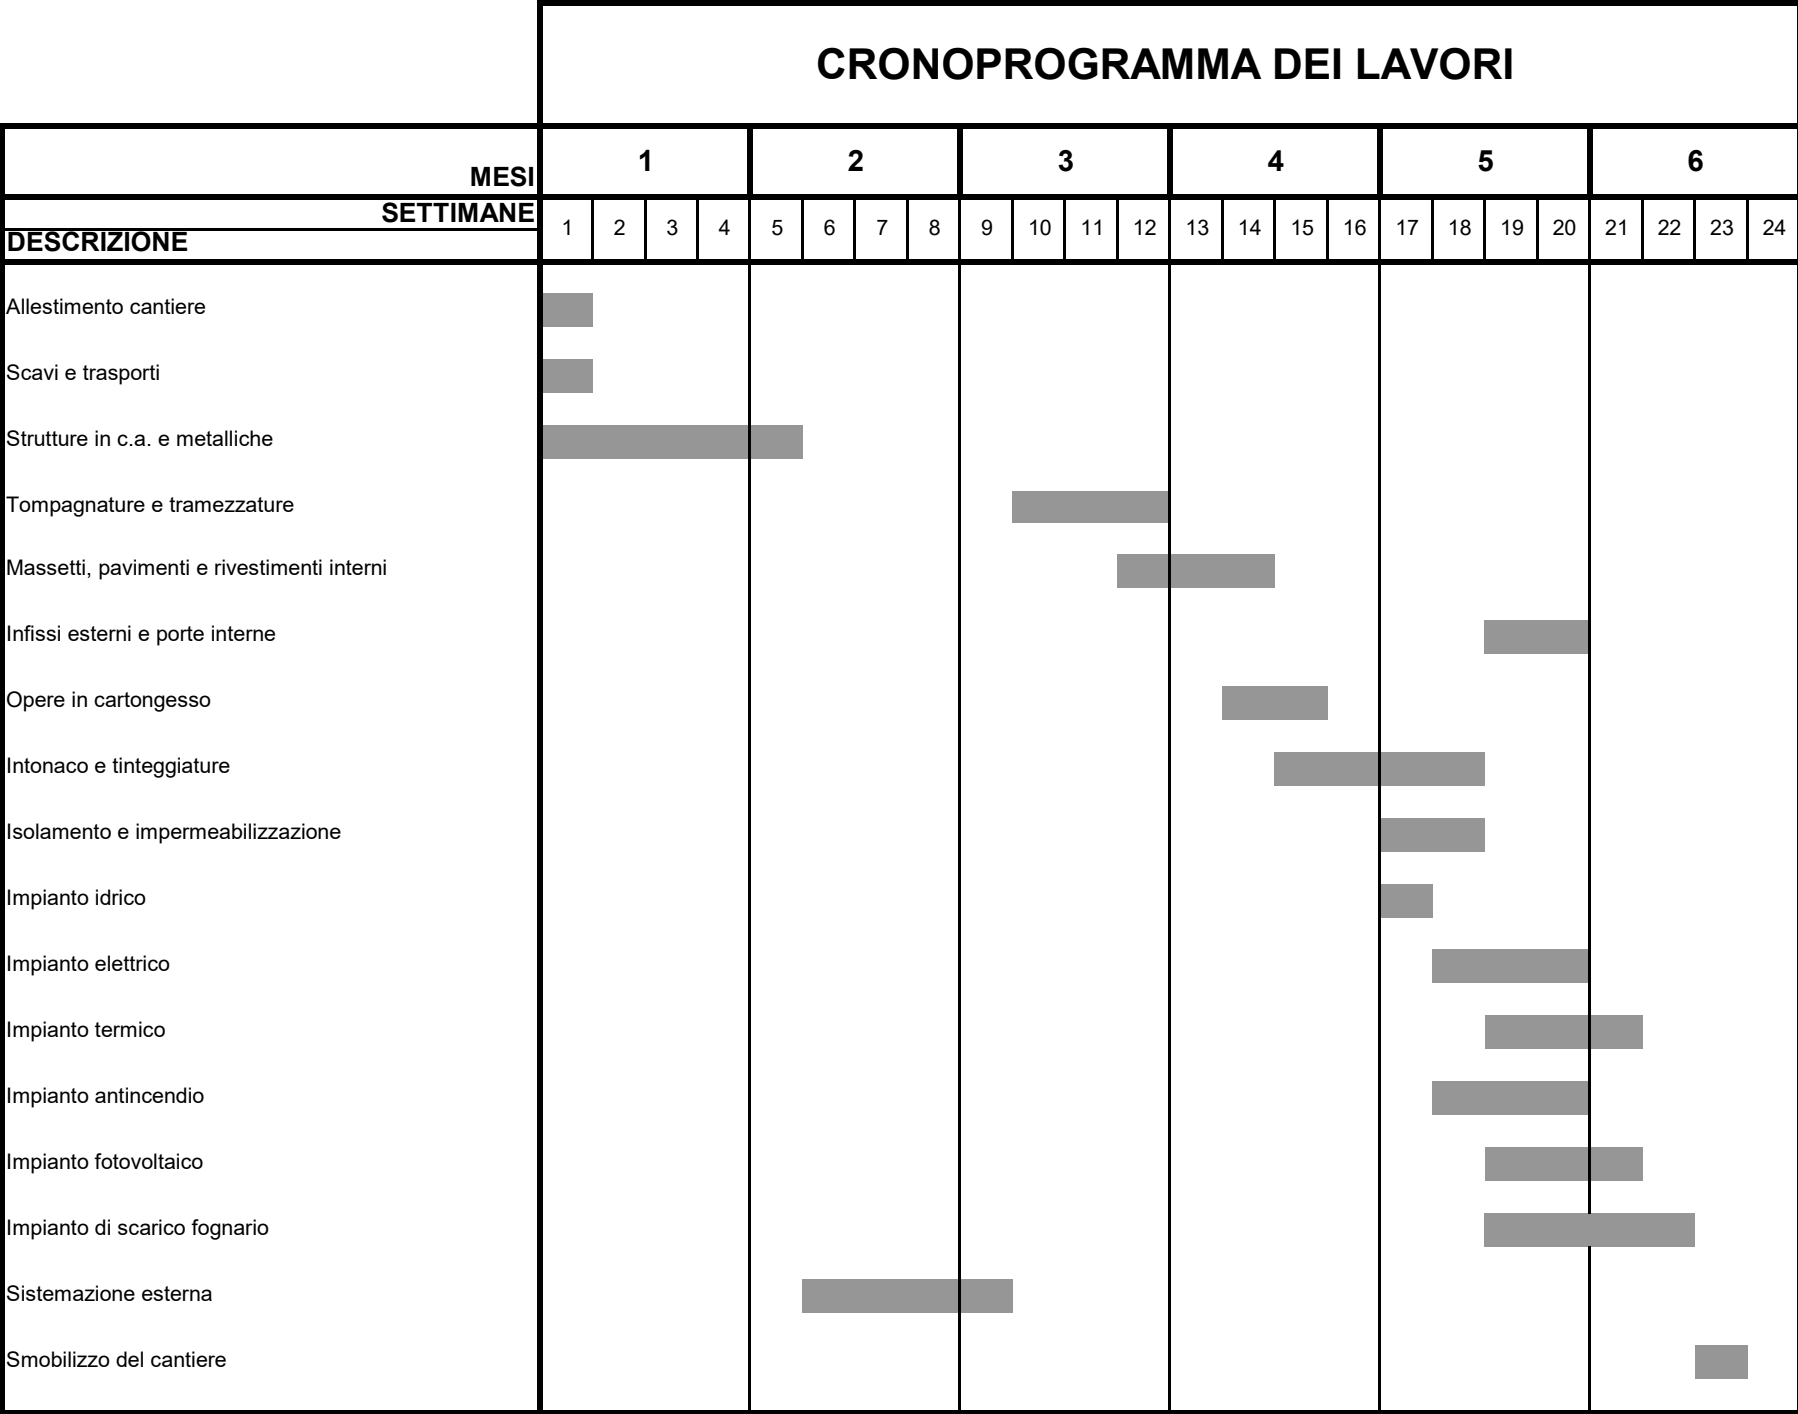 CRONOPROGRAMMA DEI LAVORI
MESI 1 2 3 4 5 6
SETTIMANE
DESCRIZIONE
1 2 3 4 5 6 7 8 9 10 11 12 13 14 15 16 17 18 19 20 21 22 23 24
Allestimento cantiere
Scavi e trasporti
Strutture in c.a. e metalliche
Tompagnature e tramezzature
Massetti, pavimenti e rivestimenti interni
Infissi esterni e porte interne
Opere in cartongesso
Intonaco e tinteggiature
Isolamento e impermeabilizzazione
Impianto idrico
Impianto elettrico
Impianto termico
Impianto antincendio
Impianto fotovoltaico
Impianto di scarico fognario
Sistemazione esterna
Smobilizzo del cantiere